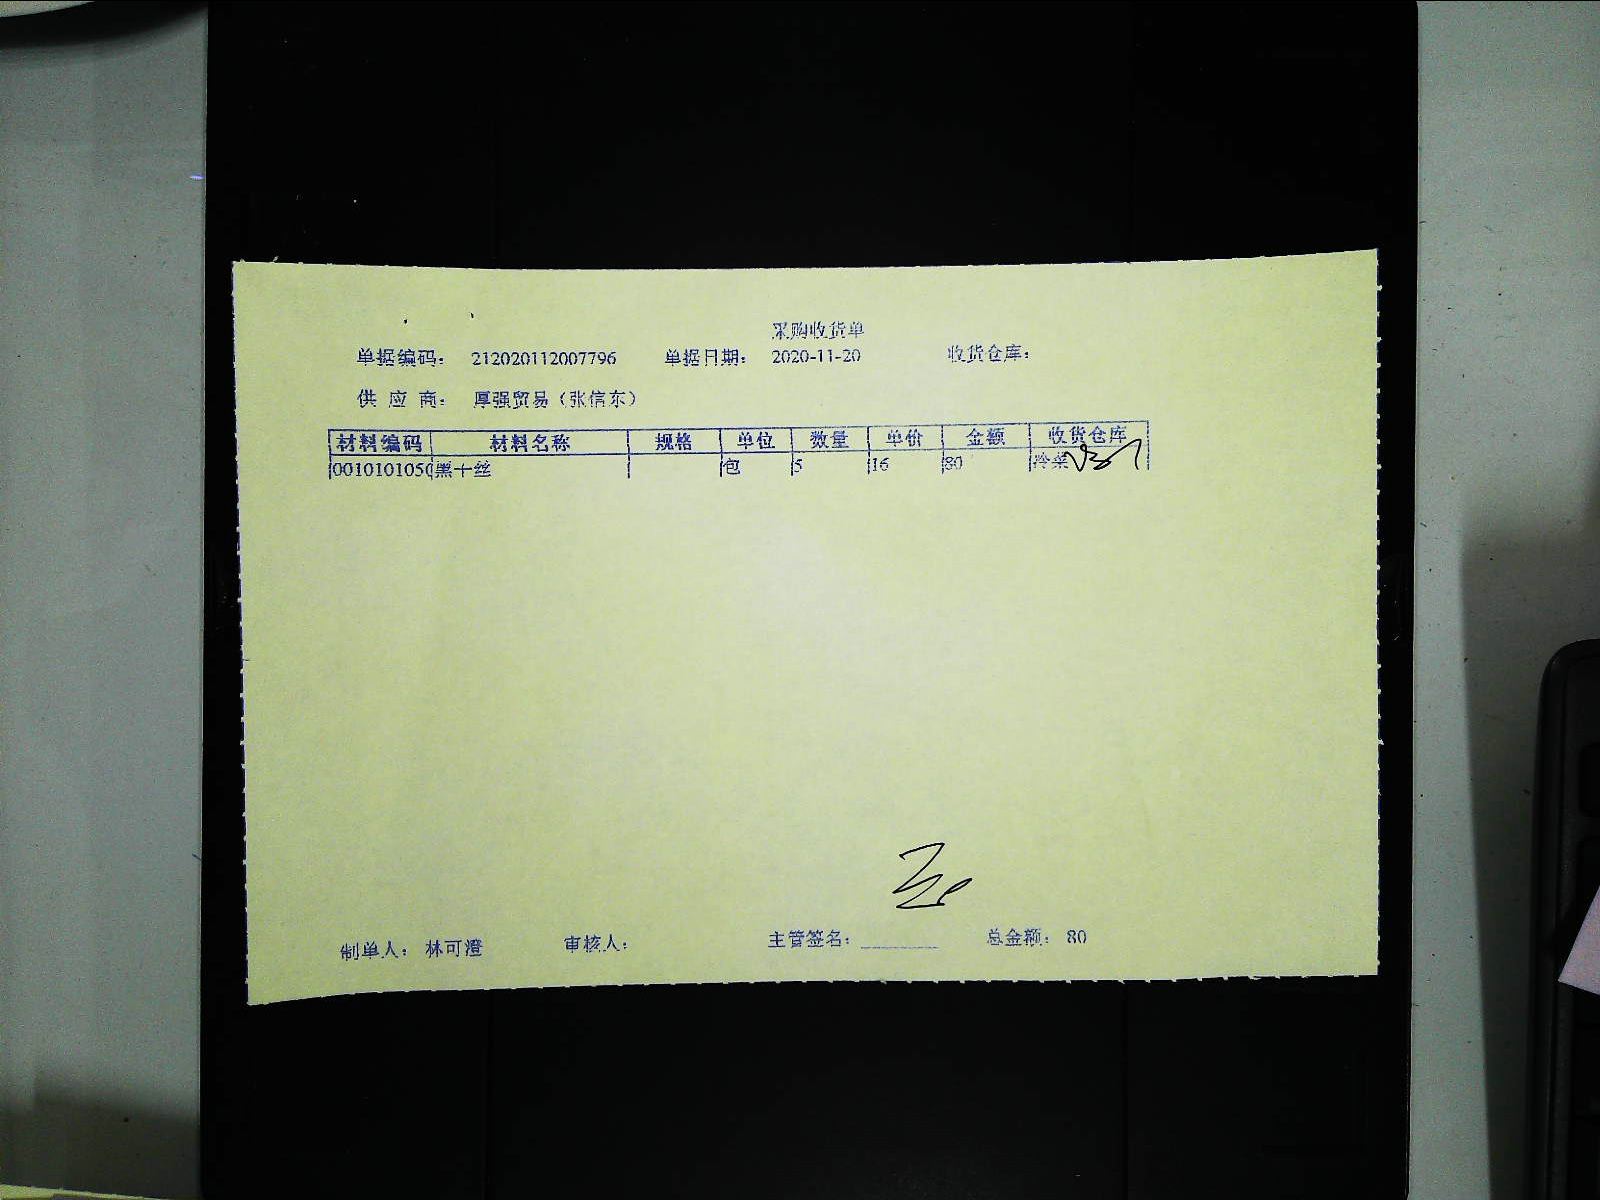 采购收货单
单据编码： 212020112007796 单据日期： 2020-11-20 收货仓库：
供 应 商： 厚强贸易（张信东）
材料编码 材料名称 规格 单位 数量 单价 金额 收货仓库
0010101050 黑干丝 包 5 16 80 冷菜
制单人： 林可澄 审核人： 主管签名： 总金额： 80